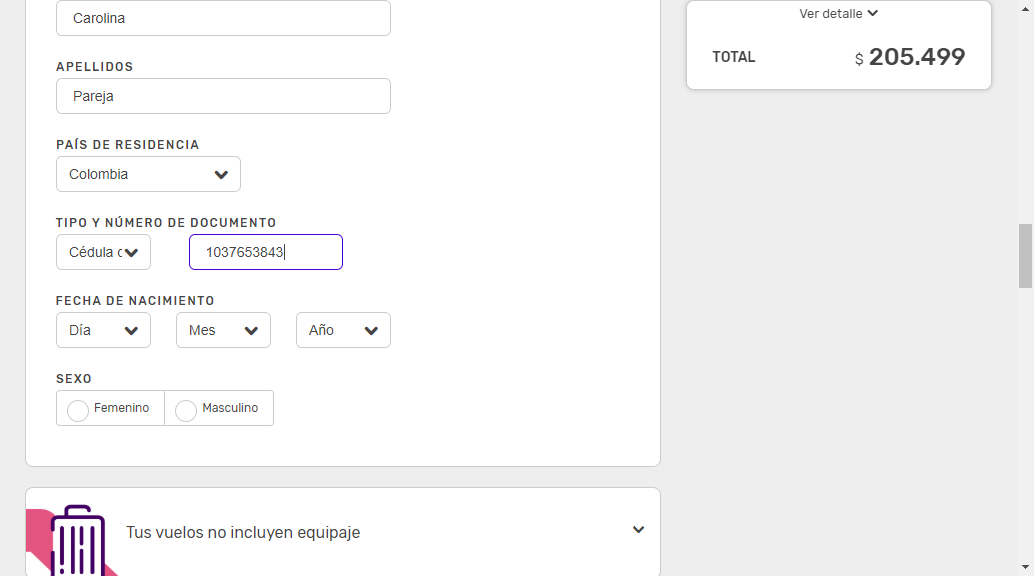 Carolina
APELLIDOS
Pareja
PAÍS DE RESIDENCIA
Colombia
TIPO Y NÚMERO DE DOCUMENTO
Cédula c 1037653843
FECHA DE NACIMIENTO
Día Mes Año
SEXO
Femenino Masculino
Tus vuelos no incluyen equipaje
Ver detalle
TOTAL $ 205.499